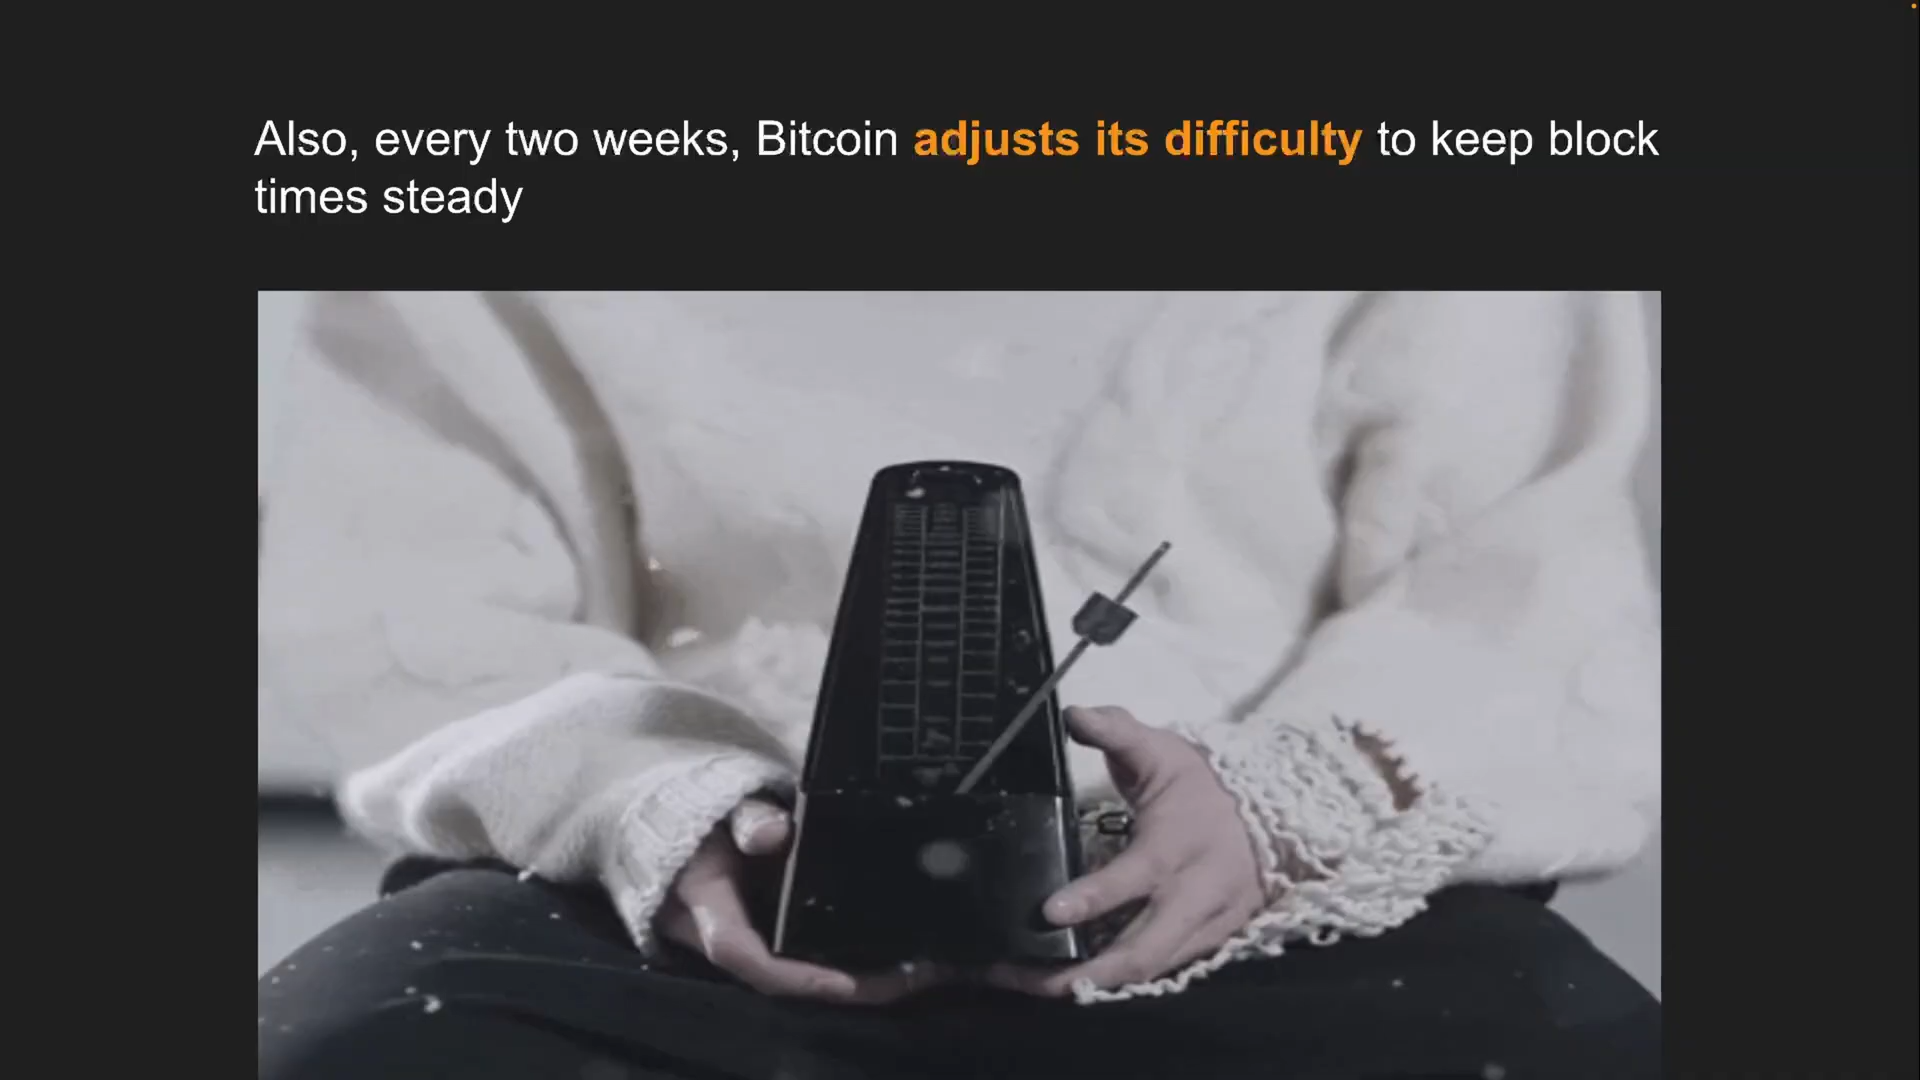 Also, every two weeks, Bitcoin adjusts its difficulty to keep block
times steady